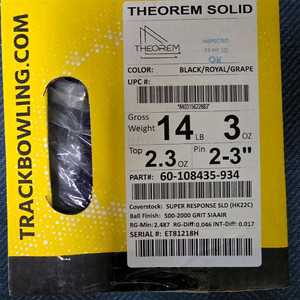 TRACKBOWLING.COM
THEOREM SOLID
THEOREM
INSPECTED
OK
COLOR: BLACK/ROYAL/GRAPE
UPC #:
Gross Weight 14 LB 3 OZ
Top 2.3 OZ Pin 2-3"
PART#: 60-108435-934
Coverstock: SUPER RESPONSE SLD (HK22C)
Ball Finish: 500-2000 GRIT SIAAIR
RG-Min: 2.487 RG-Diff:0.046 INT-Diff: 0.017
SERIAL #: ET81218H